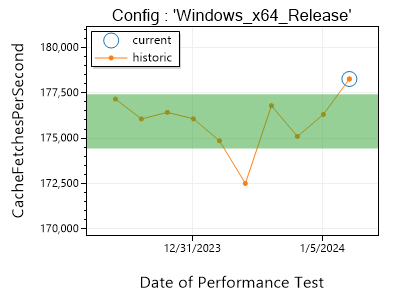 Config : 'Windows_x64_Release'
CacheFetchesPerSecond
180,000
177,500
175,000
172,500
170,000
current
historic
12/31/2023
1/5/2024
Date of Performance Test